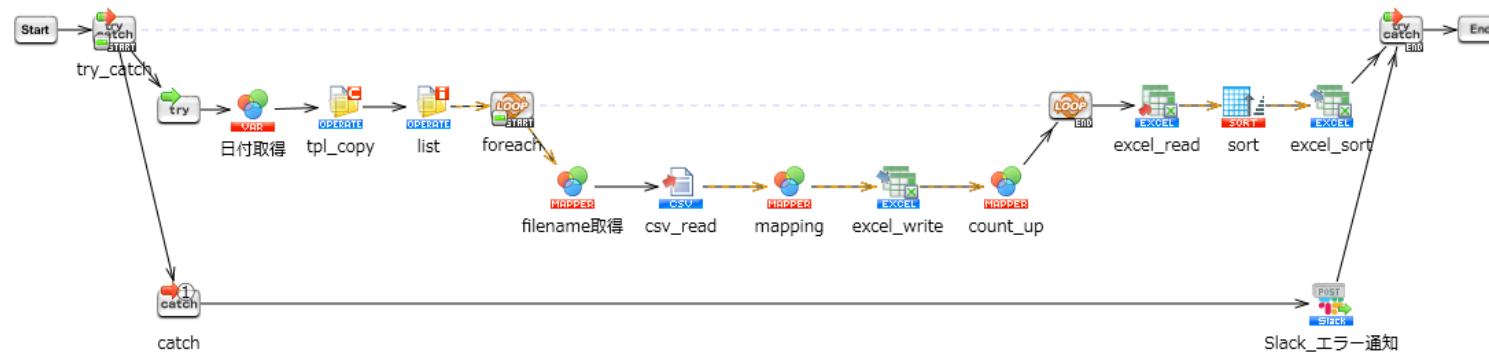 Start
try catch
START
try_catch
try
VAR
日付取得
C
OPERATE
tpl_copy
i
OPERATE
list
LOOP
START
foreach
MAPPER
filename取得
CSV
csv_read
MAPPER
mapping
EXCEL
excel_write
MAPPER
count_up
LOOP
END
EXCEL
excel_read
SORT
sort
EXCEL
excel_sort
try catch
END
End
1
catch
catch
POST
Slack
Slack_エラー通知